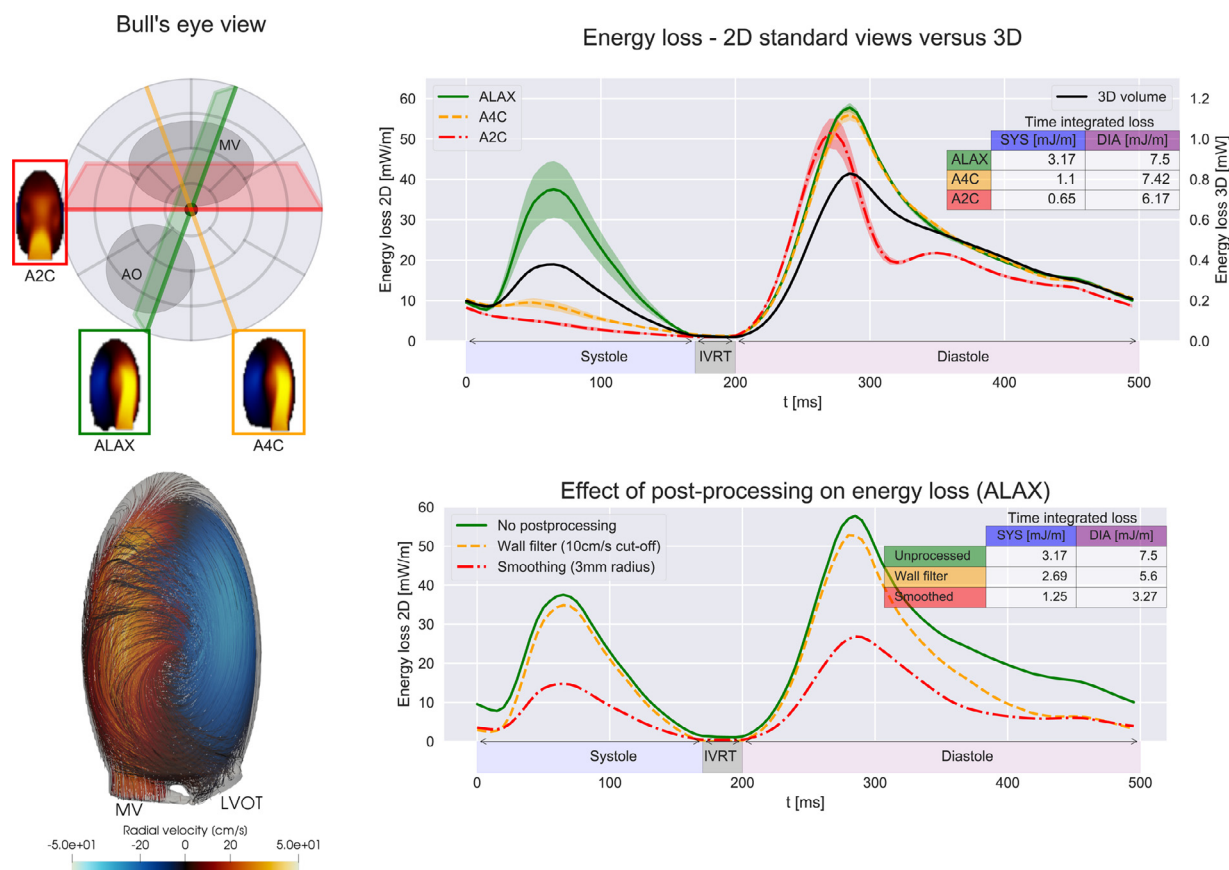 Bull's eye view
MV
AO
A2C
ALAX
A4C
MV
LVOT
Radial velocity [cm/s]
-5.0e+01 -20 0 20 5.0e+01
Energy loss - 2D standard views versus 3D
Energy loss 2D [mW/m]
60
50
40
30
20
10
0
ALAX
A4C
A2C
3D volume
Time integrated loss
SYS [mJ/m] DIA [mJ/m]
ALAX 3.17 7.5
A4C 1.1 7.42
A2C 0.65 6.17
1.2
1.0
0.8
0.6
0.4
0.2
0.0
Energy loss 3D [mW]
Systole IVRT Diastole
0 100 200 300 400 500
t [ms]
Effect of post-processing on energy loss (ALAX)
Energy loss 2D [mW/m]
60
50
40
30
20
10
0
No postprocessing
Wall filter (10cm/s cut-off)
Smoothing (3mm radius)
Time integrated loss
SYS [mJ/m] DIA [mJ/m]
Unprocessed 3.17 7.5
Wall filter 2.69 5.6
Smoothed 1.25 3.27
Systole IVRT Diastole
0 100 200 300 400 500
t [ms]